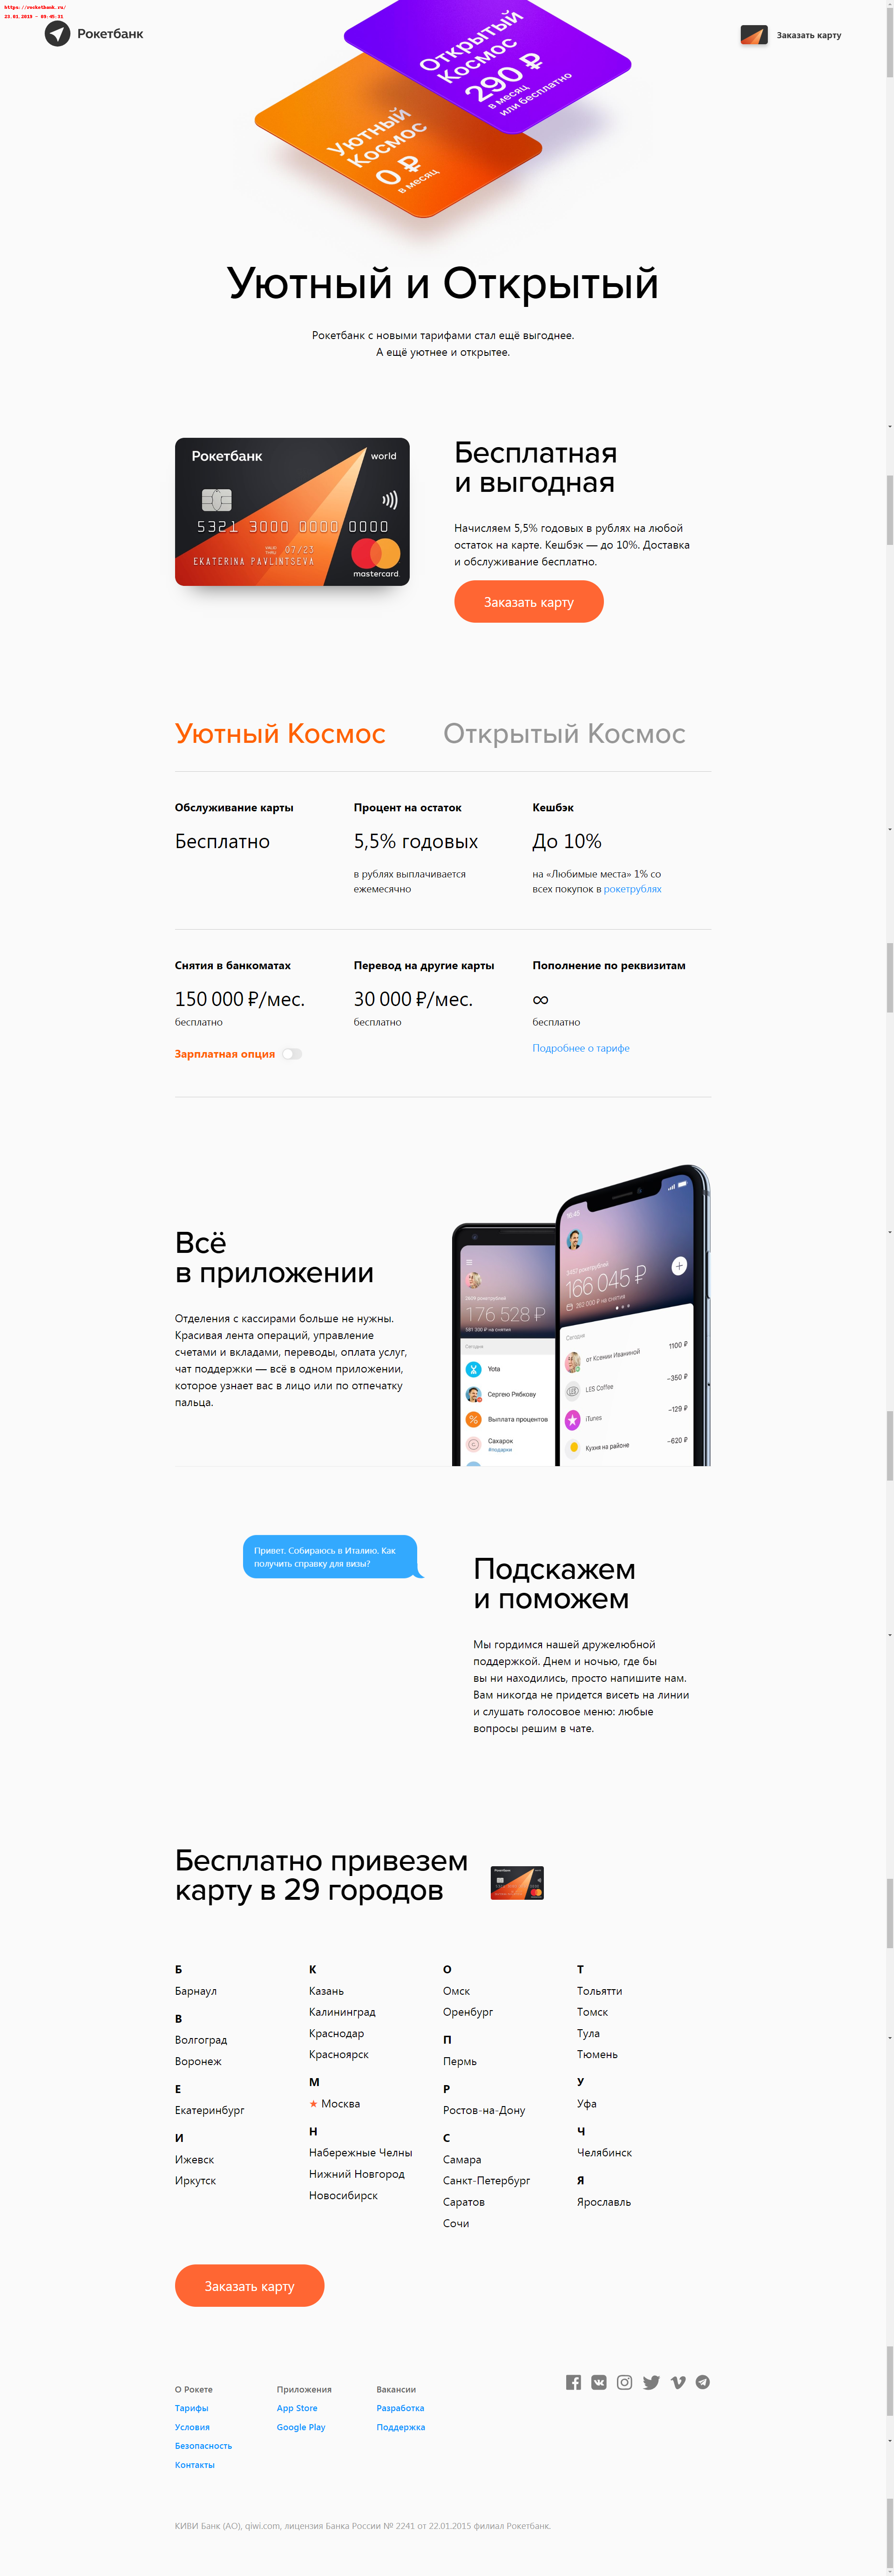 https://rocketbank.ru/
23.01.2019 - 09:45:31
Рокетбанк
Заказать карту
Открытый
Космос
290 ₽
в месяц
или бесплатно
Уютный
Космос
0 ₽
в месяц
Уютный и Открытый
Рокетбанк с новыми тарифами стал ещё выгоднее.
А ещё уютнее и открытее.
Рокетбанк
world
5321 3000 0000 0000
VALID THRU 07/23
EKATERINA PAVLINTSEVA
mastercard.
Бесплатная
и выгодная
Начисляем 5,5% годовых в рублях на любой
остаток на карте. Кешбэк — до 10%. Доставка
и обслуживание бесплатно.
Заказать карту
Уютный Космос
Открытый Космос
Обслуживание карты
Бесплатно
Процент на остаток
5,5% годовых
в рублях выплачивается
ежемесячно
Кешбэк
До 10%
на «Любимые места» 1% со
всех покупок в рокетрублях
Снятия в банкоматах
150 000 ₽/мес.
бесплатно
Зарплатная опция
Перевод на другие карты
30 000 ₽/мес.
бесплатно
Пополнение по реквизитам
∞
бесплатно
Подробнее о тарифе
Всё
в приложении
Отделения с кассирами больше не нужны.
Красивая лента операций, управление
счетами и вкладами, переводы, оплата услуг,
чат поддержки — всё в одном приложении,
которое узнает вас в лицо или по отпечатку
пальца.
176 528 ₽
Сегодня
Yota
Сергею Рябкову
Выплата процентов
Сахарок
#подарки
166 045 ₽
Сегодня
от Ксении Иваниной
1100 ₽
LES Coffee
−350 ₽
iTunes
−129 ₽
Кухня на районе
−620 ₽
Привет. Собираюсь в Италию. Как
получить справку для визы?
Подскажем
и поможем
Мы гордимся нашей дружелюбной
поддержкой. Днем и ночью, где бы
вы ни находились, просто напишите нам.
Вам никогда не придется висеть на линии
и слушать голосовое меню: любые
вопросы решим в чате.
Бесплатно привезем
карту в 29 городов
Б
Барнаул
В
Волгоград
Воронеж
Е
Екатеринбург
И
Ижевск
Иркутск
К
Казань
Калининград
Краснодар
Красноярск
М
★ Москва
Н
Набережные Челны
Нижний Новгород
Новосибирск
О
Омск
Оренбург
П
Пермь
Р
Ростов-на-Дону
С
Самара
Санкт-Петербург
Саратов
Сочи
Т
Тольятти
Томск
Тула
Тюмень
У
Уфа
Ч
Челябинск
Я
Ярославль
Заказать карту
О Рокете
Тарифы
Условия
Безопасность
Контакты
Приложения
App Store
Google Play
Вакансии
Разработка
Поддержка
КИВИ Банк (АО), qiwi.com, лицензия Банка России № 2241 от 22.01.2015 филиал Рокетбанк.